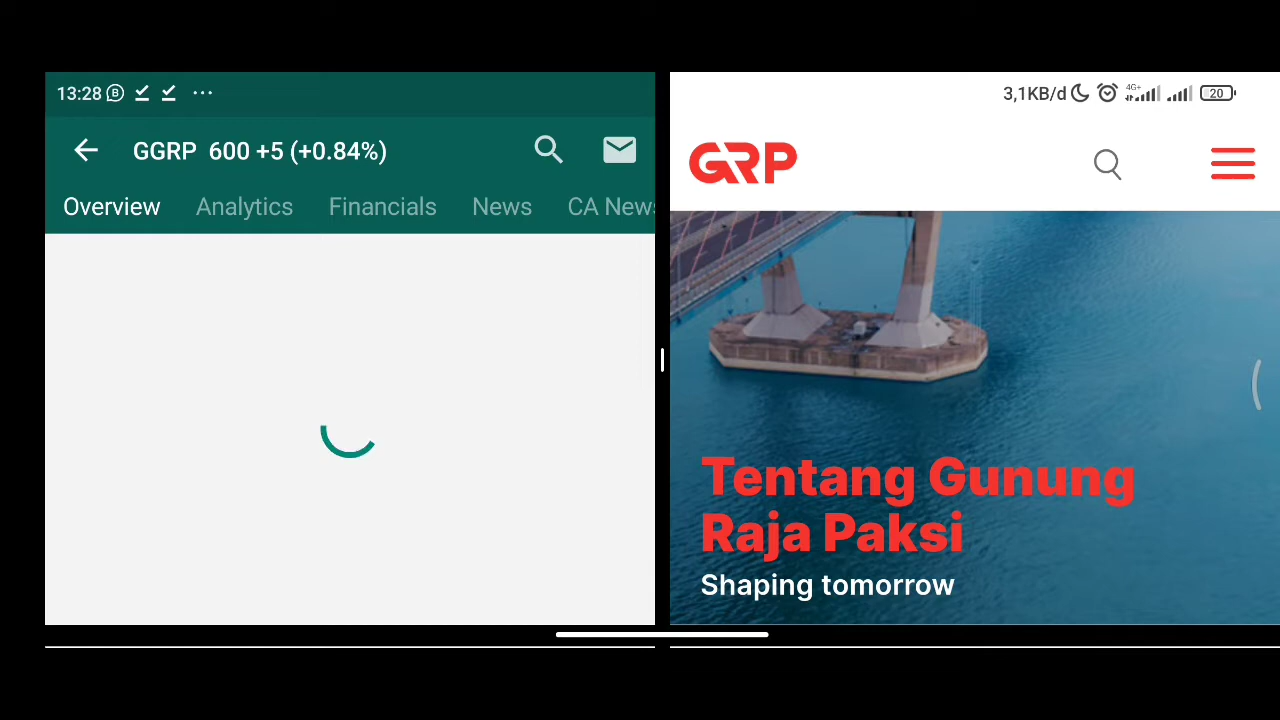 13:28
GGRP 600 +5 (+0.84%)
Overview Analytics Financials News CA News
3,1KB/d 4G+ 20
GRP
Tentang Gunung
Raja Paksi
Shaping tomorrow